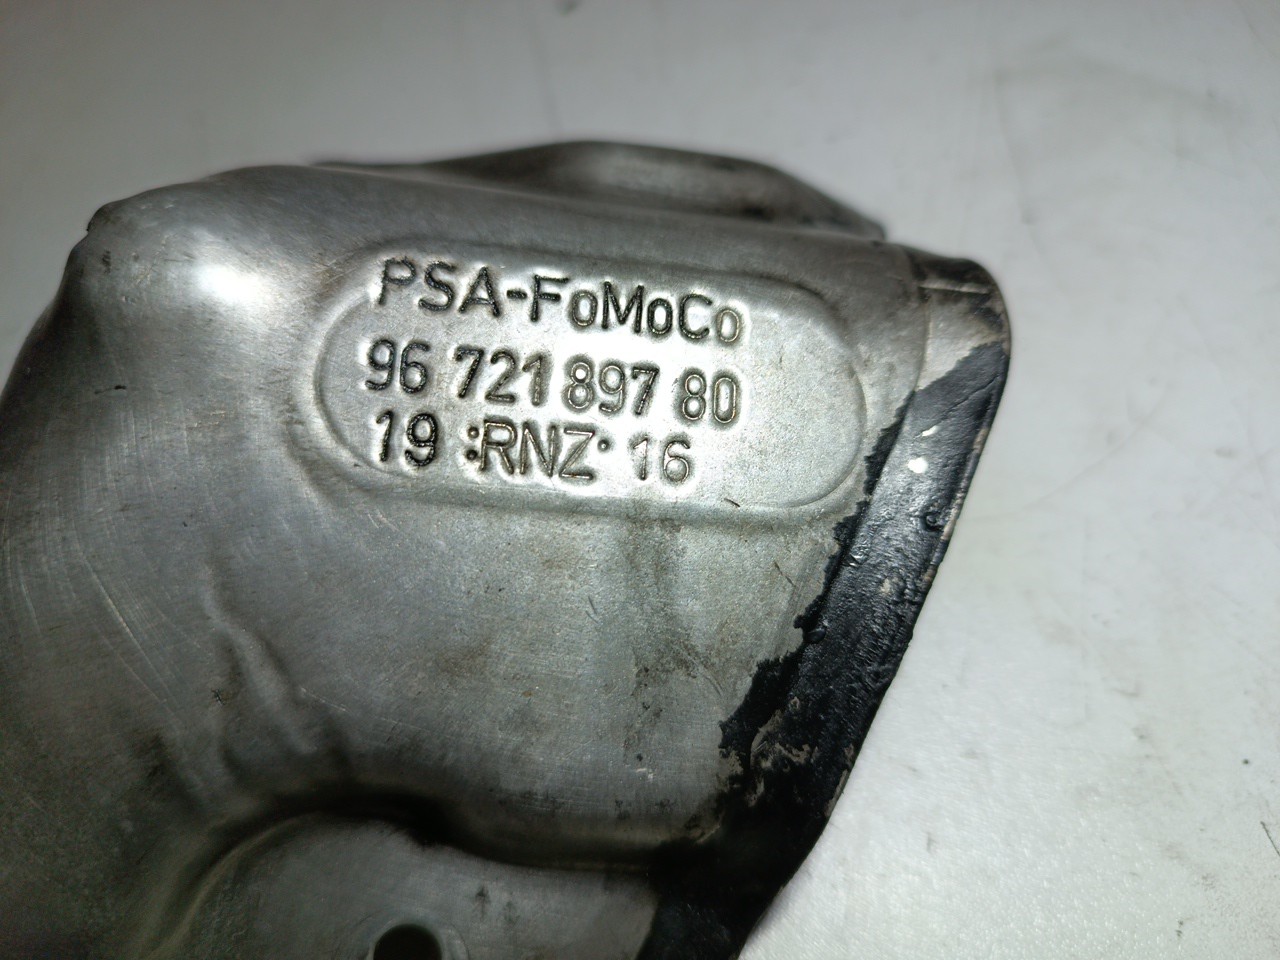 PSA-FoMoCo
96 721 897 80
19 :RNZ· 16